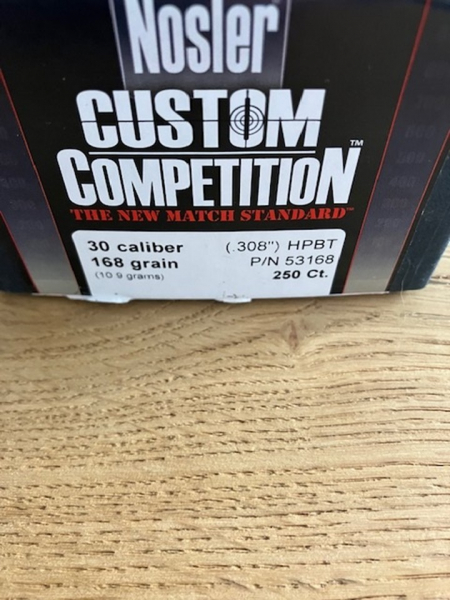 Nosler
CUSTOM
COMPETITION™
THE NEW MATCH STANDARD™
30 caliber (.308") HPBT
168 grain P/N 53168
(10.9 grams) 250 Ct.